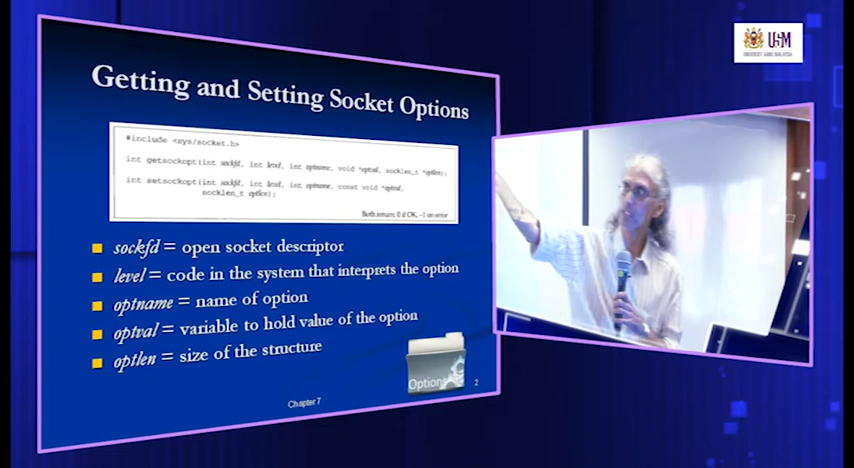 USM
UNIVERSITI SAINS MALAYSIA
Getting and Setting Socket Options
#include <sys/socket.h>
int getsockopt(int sockfd, int level, int optname, void *optval, socklen_t *optlen);
int setsockopt(int sockfd, int level, int optname, const void *optval,
socklen_t optlen);
Both return: 0 if OK, -1 on error
sockfd = open socket descriptor
level = code in the system that interprets the option
optname = name of option
optval = variable to hold value of the option
optlen = size of the structure
Options
Chapter 7
2